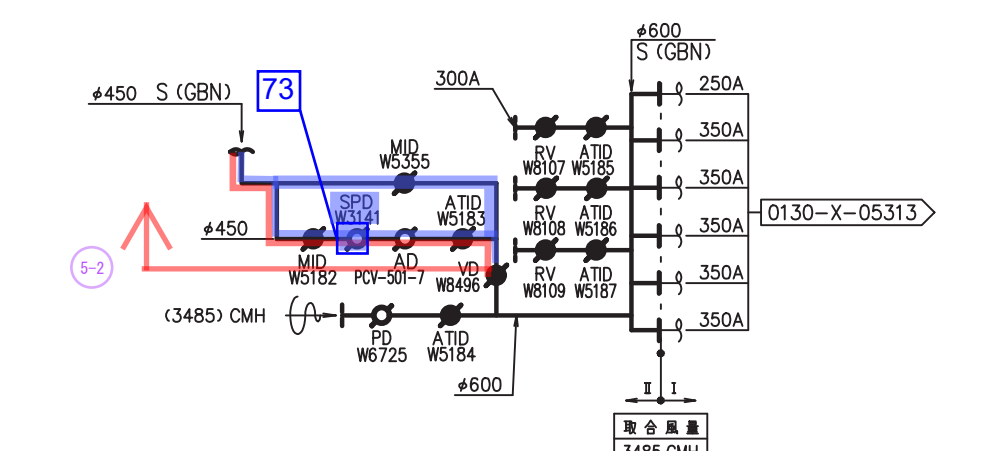 φ600
S (GBN)
φ450 S (GBN)
73
300A
250A
350A
350A
350A
350A
350A
MID
W5355
RV
W8107
ATID
W5185
SPD
W3141
ATID
W5183
RV
W8108
ATID
W5186
0130-X-05313
φ450
MID
W5182
AD
PCV-501-7
VD
W8496
RV
W8109
ATID
W5187
5-2
(3485) CMH
PD
W6725
ATID
W5184
φ600
II I
取合風量
3485 CMH